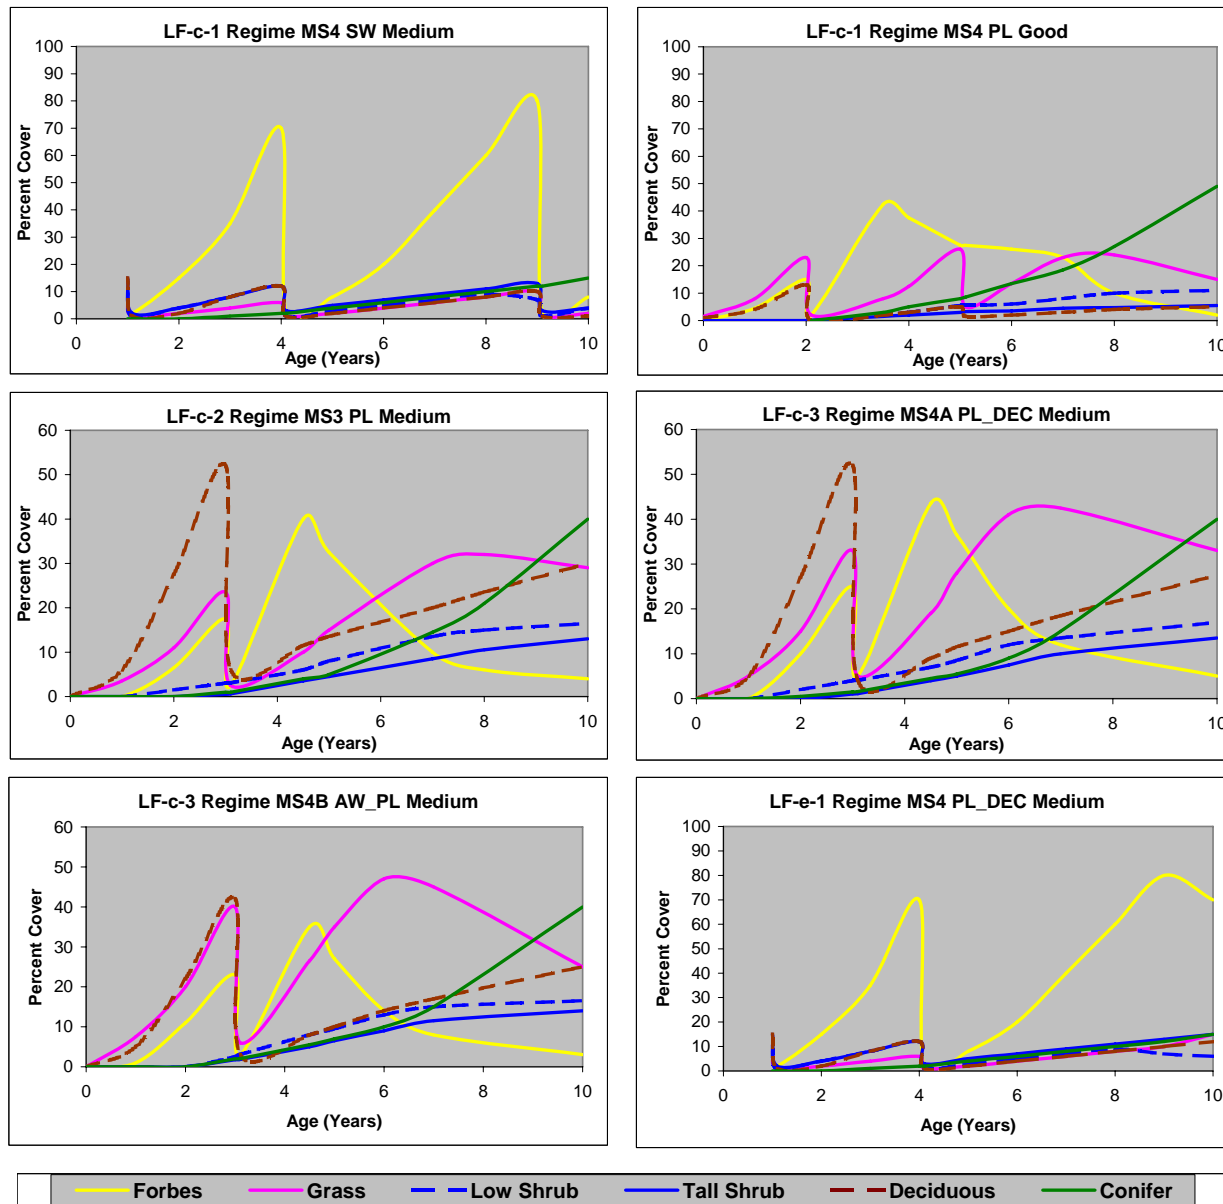 LF-c-1 Regime MS4 SW Medium
Percent Cover
100
90
80
70
60
50
40
30
20
10
0
0 2 4 6 8 10
Age (Years)
LF-c-1 Regime MS4 PL Good
Percent Cover
100
90
80
70
60
50
40
30
20
10
0
0 2 4 6 8 10
Age (Years)
LF-c-2 Regime MS3 PL Medium
Percent Cover
60
50
40
30
20
10
0
0 2 4 6 8 10
Age (Years)
LF-c-3 Regime MS4A PL_DEC Medium
Percent Cover
60
50
40
30
20
10
0
0 2 4 6 8 10
Age (Years)
LF-c-3 Regime MS4B AW_PL Medium
Percent Cover
60
50
40
30
20
10
0
0 2 4 6 8 10
Age (Years)
LF-e-1 Regime MS4 PL_DEC Medium
Percent Cover
100
90
80
70
60
50
40
30
20
10
0
0 2 4 6 8 10
Age (Years)
Forbes Grass Low Shrub Tall Shrub Deciduous Conifer